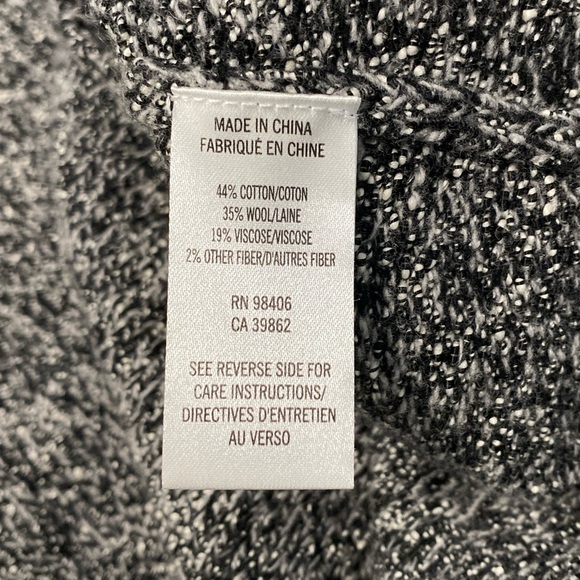 MADE IN CHINA
FABRIQUÉ EN CHINE
44% COTTON/COTON
35% WOOL/LAINE
19% VISCOSE/VISCOSE
2% OTHER FIBER/D'AUTRES FIBER
RN 98406
CA 39862
SEE REVERSE SIDE FOR
CARE INSTRUCTIONS/
DIRECTIVES D'ENTRETIEN
AU VERSO